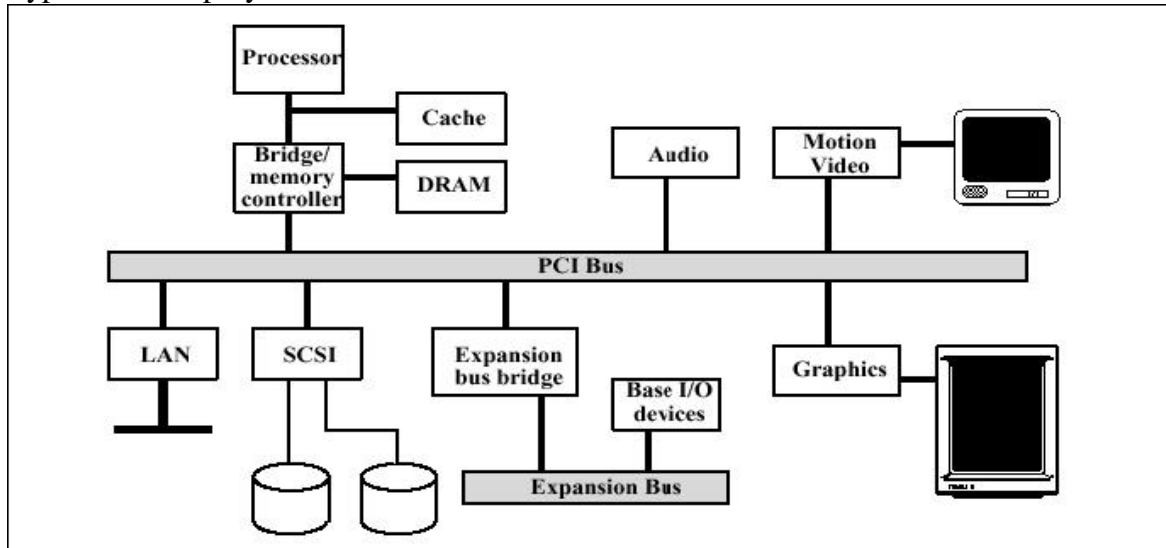 Processor
Cache
Bridge/
memory
controller
DRAM
Audio
Motion
Video
PCI Bus
LAN
SCSI
Expansion
bus bridge
Base I/O
devices
Graphics
Expansion Bus